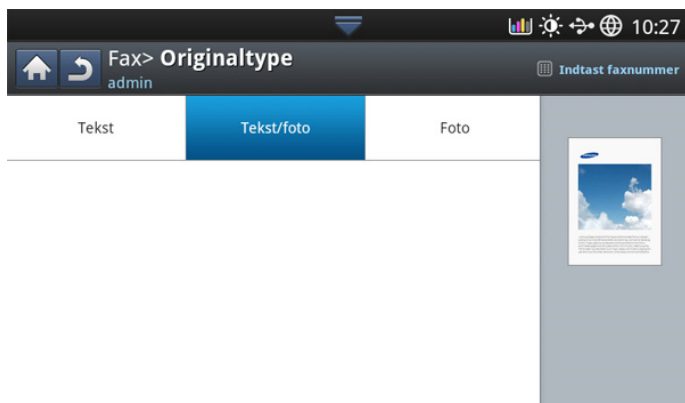 10:27
Fax> Originaltype
admin
Indtast faxnummer
Tekst
Tekst/foto
Foto